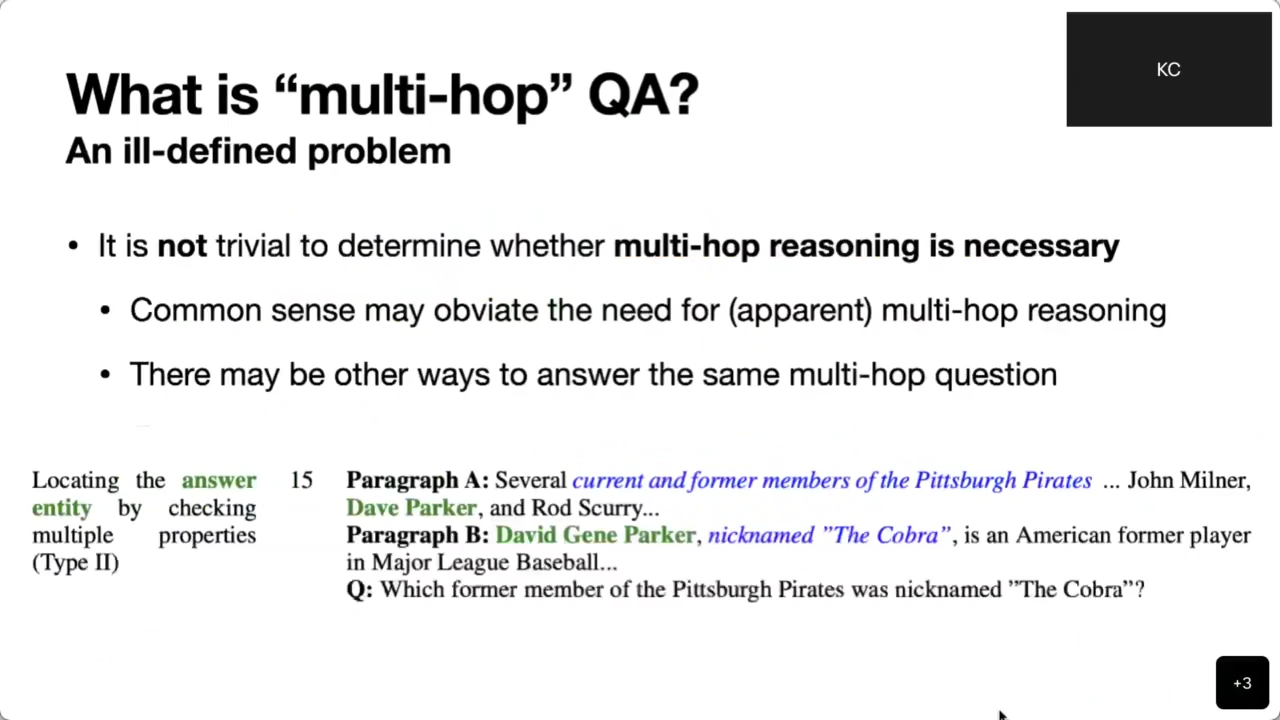 KC
What is “multi-hop” QA?
An ill-defined problem
• It is not trivial to determine whether multi-hop reasoning is necessary
• Common sense may obviate the need for (apparent) multi-hop reasoning
• There may be other ways to answer the same multi-hop question
Locating the answer
entity by checking
multiple properties
(Type II)
15
Paragraph A: Several current and former members of the Pittsburgh Pirates ... John Milner,
Dave Parker, and Rod Scurry...
Paragraph B: David Gene Parker, nicknamed ”The Cobra”, is an American former player
in Major League Baseball...
Q: Which former member of the Pittsburgh Pirates was nicknamed ”The Cobra”?
+3